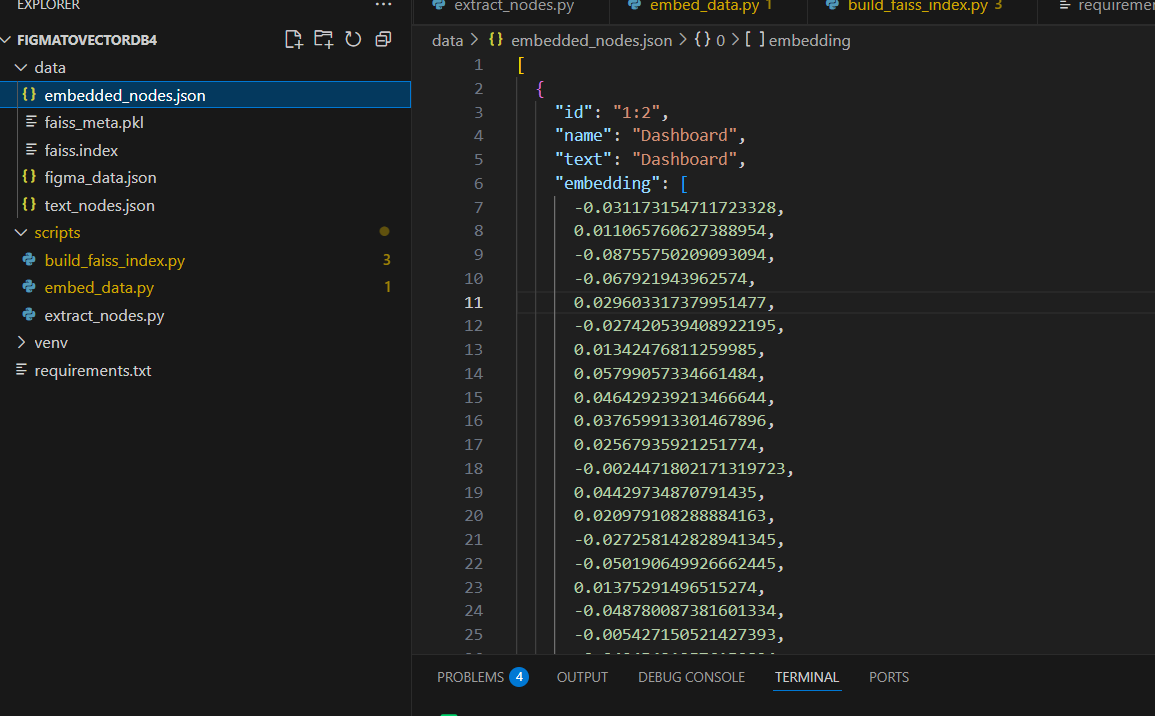 EXPLORER
FIGMATOVECTORDB4
data
{} embedded_nodes.json
faiss_meta.pkl
faiss.index
{} figma_data.json
{} text_nodes.json
scripts
build_faiss_index.py 3
embed_data.py 1
extract_nodes.py
venv
requirements.txt
extract_nodes.py embed_data.py 1 build_faiss_index.py 3
data > {} embedded_nodes.json > {} 0 > [ ] embedding
1 [
2 {
3 "id": "1:2",
4 "name": "Dashboard",
5 "text": "Dashboard",
6 "embedding": [
7 -0.031173154711723328,
8 0.011065760627388954,
9 -0.08755750209093094,
10 -0.067921943962574,
11 0.029603317379951477,
12 -0.027420539408922195,
13 0.01342476811259985,
14 0.05799057334661484,
15 0.046429239213466644,
16 0.037659913301467896,
17 0.02567935921251774,
18 -0.0024471802171319723,
19 0.04429734870791435,
20 0.020979108288884163,
21 -0.027258142828941345,
22 -0.050190649926662445,
23 0.01375291496515274,
24 -0.048780087381601334,
25 -0.005427150521427393,
PROBLEMS 4 OUTPUT DEBUG CONSOLE TERMINAL PORTS